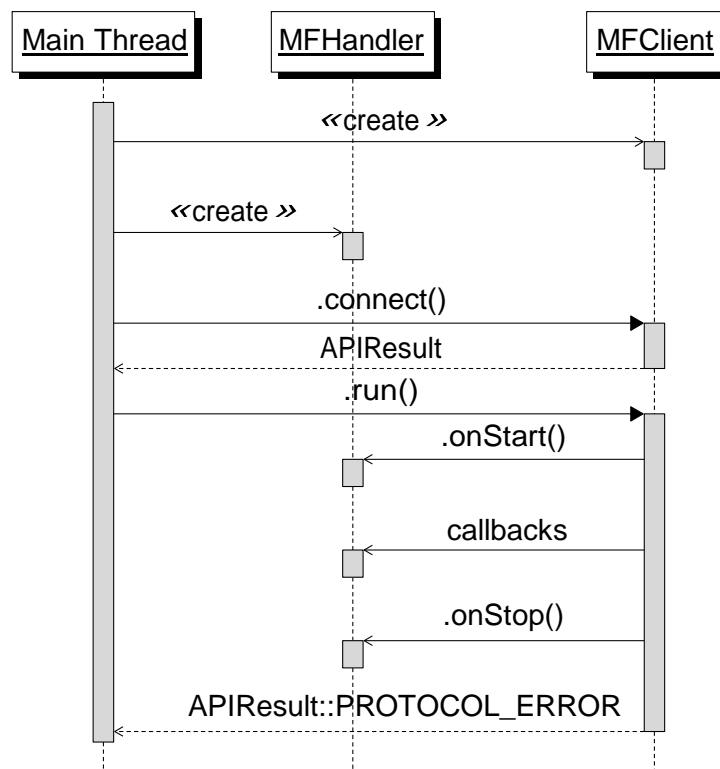 Main Thread
MFHandler
MFClient
«create»
«create»
.connect()
APIResult
.run()
.onStart()
callbacks
.onStop()
APIResult::PROTOCOL_ERROR